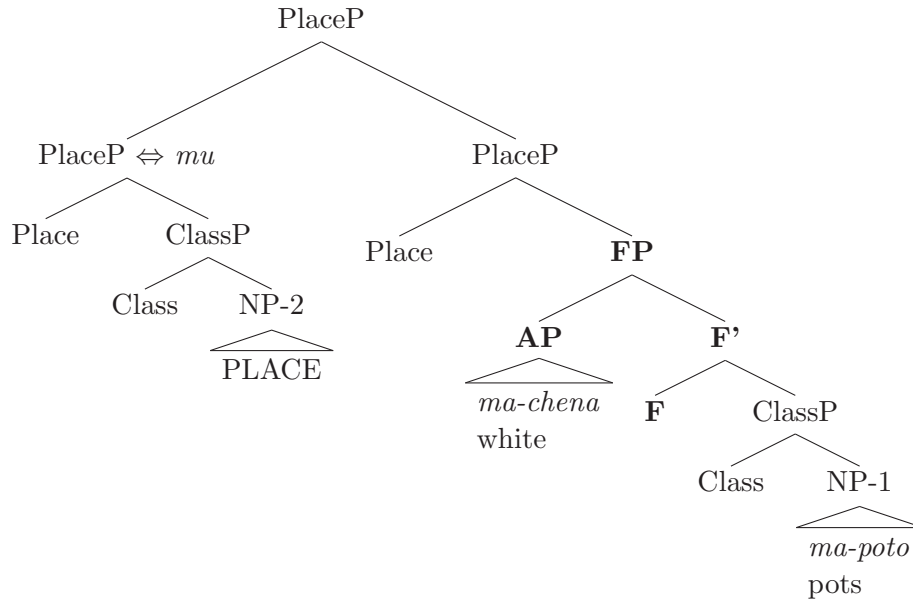 PlaceP
PlaceP ⇔ mu PlaceP
Place ClassP Place FP
Class NP-2 AP F’
PLACE ma-chena F ClassP
white
Class NP-1
ma-poto
pots